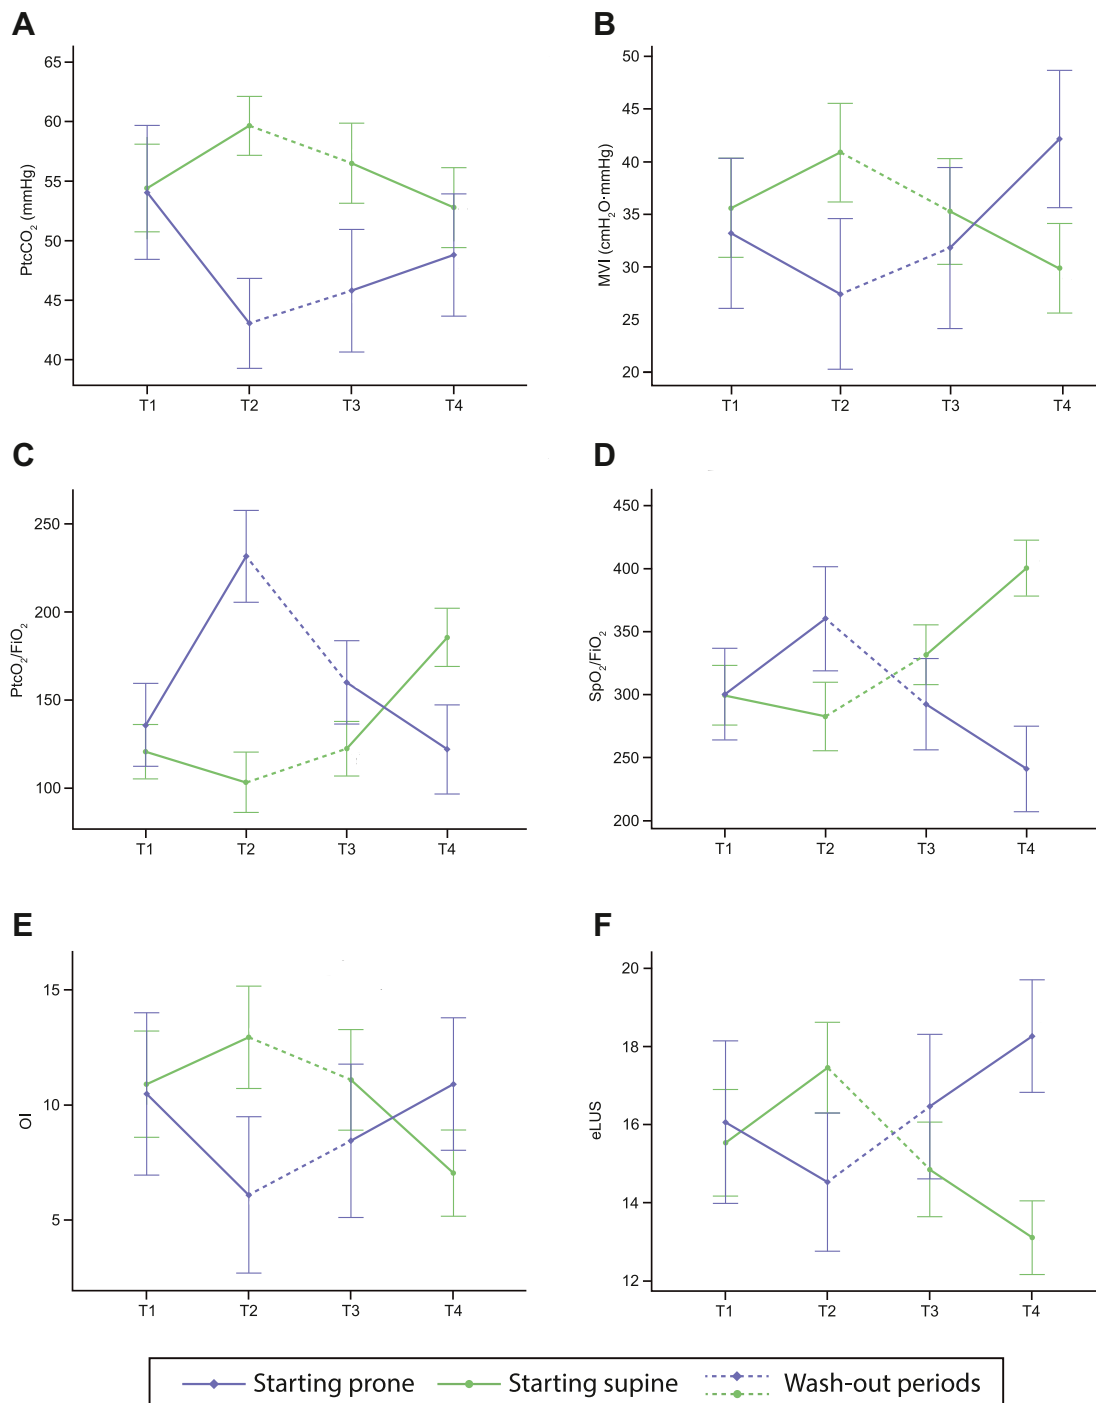 A
PtcCO₂ (mmHg)
65
60
55
50
45
40
T1 T2 T3 T4
B
MVI (cmH₂O·mmHg)
50
45
40
35
30
25
20
T1 T2 T3 T4
C
PtcO₂/FiO₂
250
200
150
100
T1 T2 T3 T4
D
SpO₂/FiO₂
450
400
350
300
250
200
T1 T2 T3 T4
E
OI
15
10
5
T1 T2 T3 T4
F
eLUS
20
18
16
14
12
T1 T2 T3 T4
Starting prone Starting supine Wash-out periods